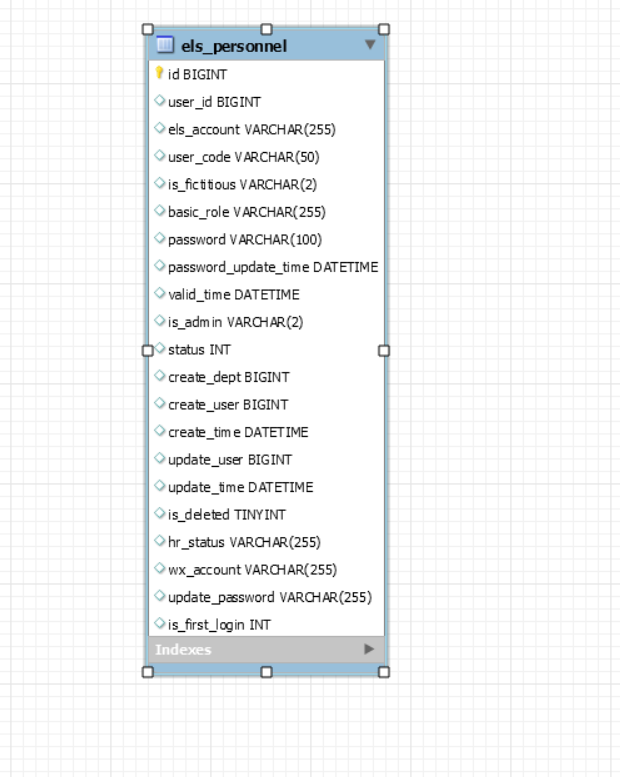 els_personnel
id BIGINT
user_id BIGINT
els_account VARCHAR(255)
user_code VARCHAR(50)
is_fictitious VARCHAR(2)
basic_role VARCHAR(255)
password VARCHAR(100)
password_update_time DATETIME
valid_time DATETIME
is_admin VARCHAR(2)
status INT
create_dept BIGINT
create_user BIGINT
create_time DATETIME
update_user BIGINT
update_time DATETIME
is_deleted TINYINT
hr_status VARCHAR(255)
wx_account VARCHAR(255)
update_password VARCHAR(255)
is_first_login INT
Indexes